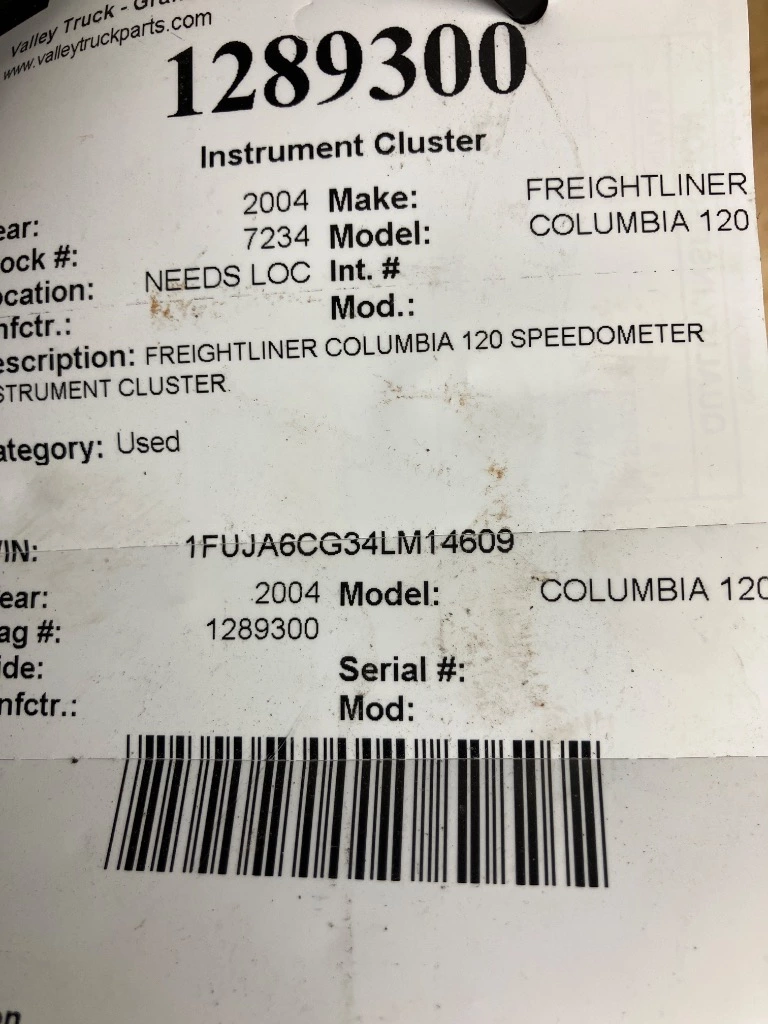 Valley Truck -
www.valleytruckparts.com
1289300
Instrument Cluster
ear: 2004 Make: FREIGHTLINER
ock #: 7234 Model: COLUMBIA 120
ocation: NEEDS LOC Int. #
nfctr.: Mod.:
escription: FREIGHTLINER COLUMBIA 120 SPEEDOMETER
STRUMENT CLUSTER
ategory: Used
IN: 1FUJA6CG34LM14609
ear: 2004 Model: COLUMBIA 120
ag #: 1289300
ide: Serial #:
nfctr.: Mod: